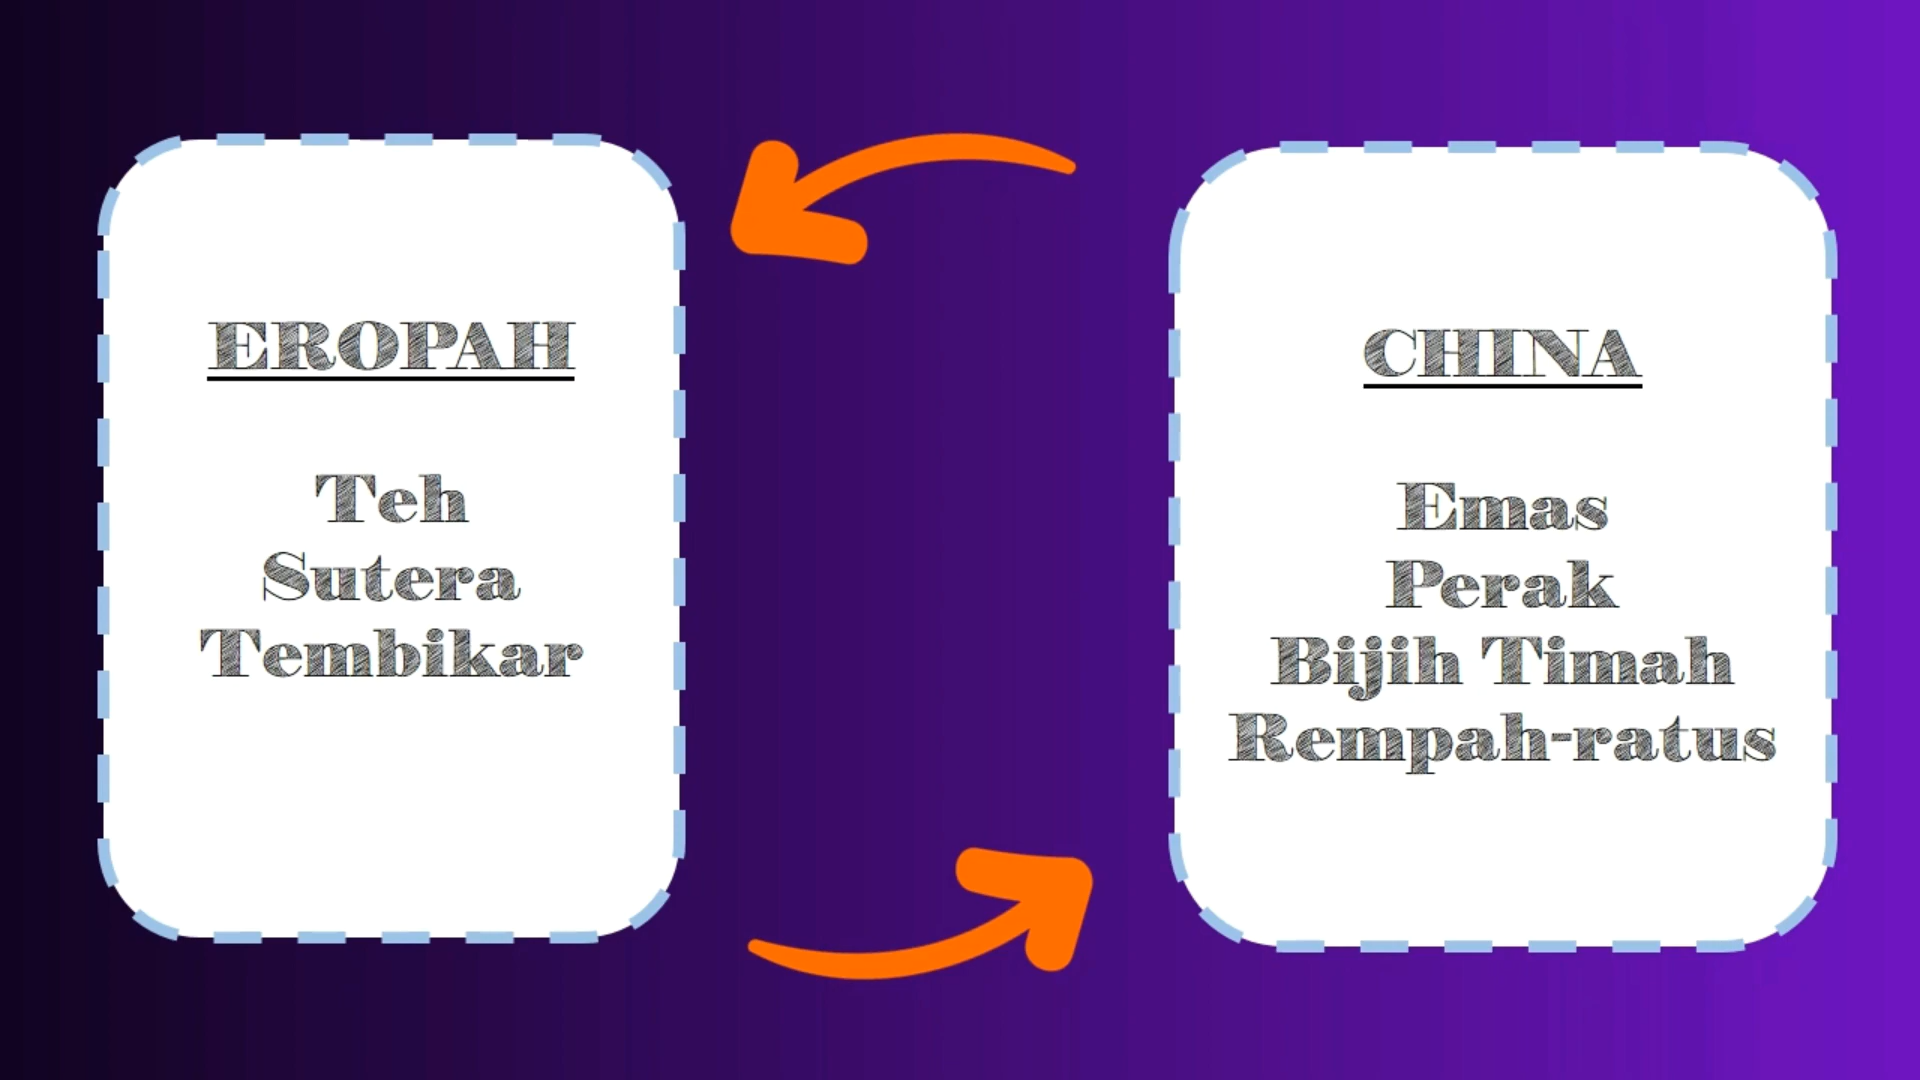 EROPAH
Teh
Sutera
Tembikar
CHINA
Emas
Perak
Bijih Timah
Rempah-ratus